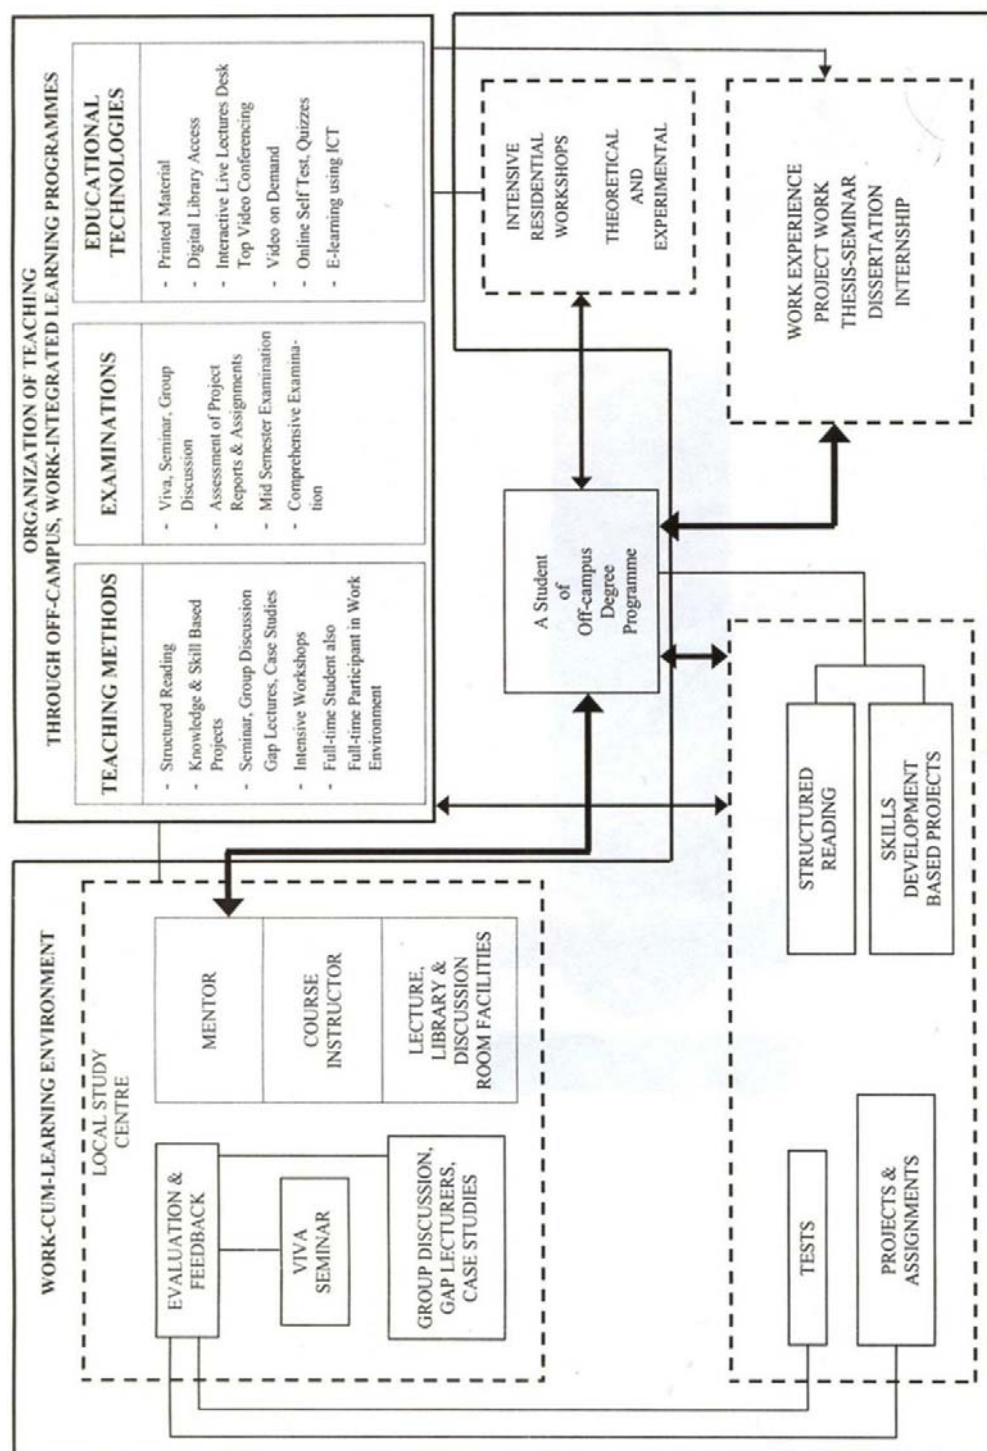 ORGANIZATION OF TEACHING
THROUGH OFF-CAMPUS, WORK-INTEGRATED LEARNING PROGRAMMES
TEACHING METHODS
- Structured Reading
- Knowledge & Skill Based
Projects
- Seminar, Group Discussion
Gap Lectures, Case Studies
- Intensive Workshops
- Full-time Student also
Full-time Participant in Work
Environment
EXAMINATIONS
- Viva, Seminar, Group
Discussion
- Assessment of Project
Reports & Assignments
- Mid Semester Examination
- Comprehensive Examina-
tion
EDUCATIONAL
TECHNOLOGIES
- Printed Material
- Digital Library Access
- Interactive Live Lectures Desk
Top Video Conferencing
- Video on Demand
- Online Self Test, Quizzes
- E-learning using ICT
WORK-CUM-LEARNING ENVIRONMENT
LOCAL STUDY
CENTRE
EVALUATION &
FEEDBACK
VIVA
SEMINAR
GROUP DISCUSSION,
GAP LECTURERS,
CASE STUDIES
MENTOR
COURSE
INSTRUCTOR
LECTURE,
LIBRARY &
DISCUSSION
ROOM FACILITIES
A Student
of
Off-campus
Degree
Programme
INTENSIVE
RESIDENTIAL
WORKSHOPS
THEORETICAL
AND
EXPERIMENTAL
WORK EXPERIENCE
PROJECT WORK
THESIS-SEMINAR
DISSERTATION
INTERNSHIP
TESTS
PROJECTS &
ASSIGNMENTS
STRUCTURED
READING
SKILLS
DEVELOPMENT
BASED PROJECTS